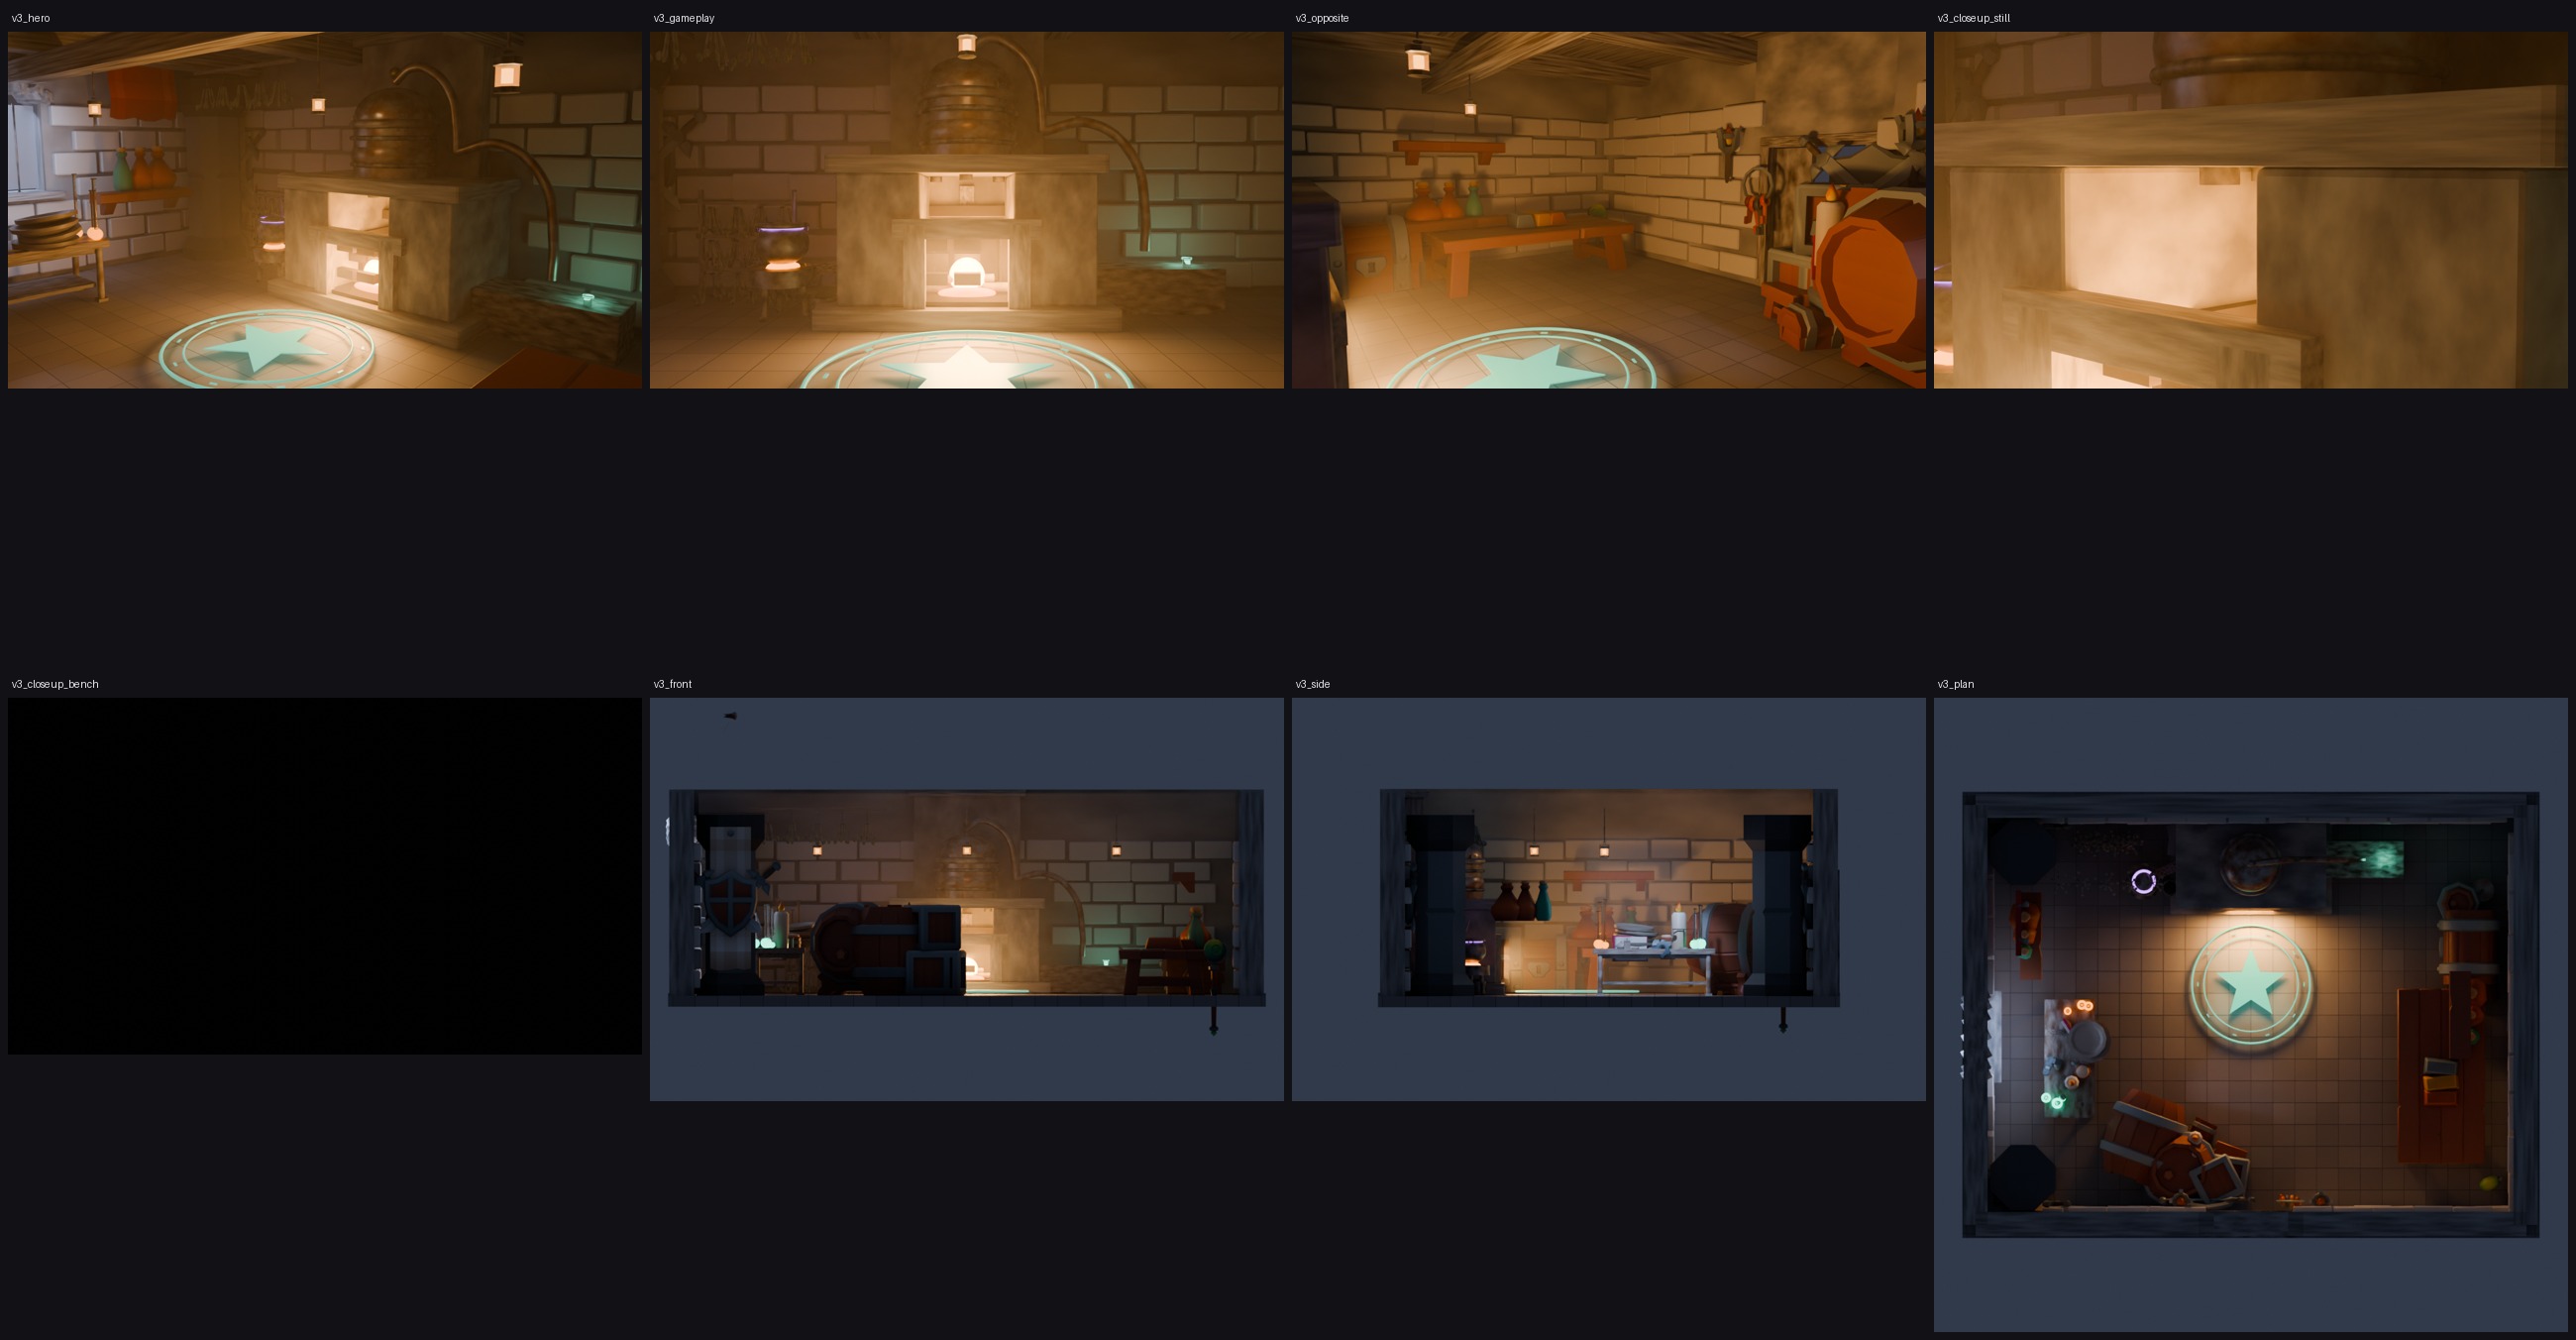 v3_hero
v3_gameplay
v3_opposite
v3_closeup_still
v3_closeup_bench
v3_front
v3_side
v3_plan